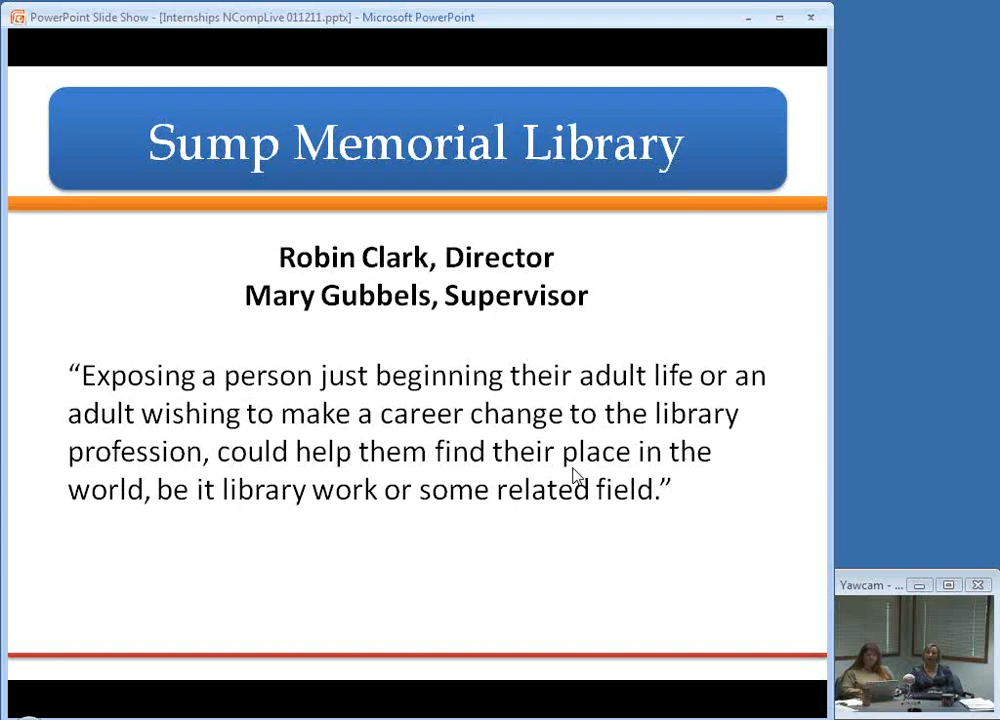 PowerPoint Slide Show - [Internships NCompLive 011211.pptx] - Microsoft PowerPoint
Sump Memorial Library
Robin Clark, Director
Mary Gubbels, Supervisor
“Exposing a person just beginning their adult life or an
adult wishing to make a career change to the library
profession, could help them find their place in the
world, be it library work or some related field.”
Yawcam - ...